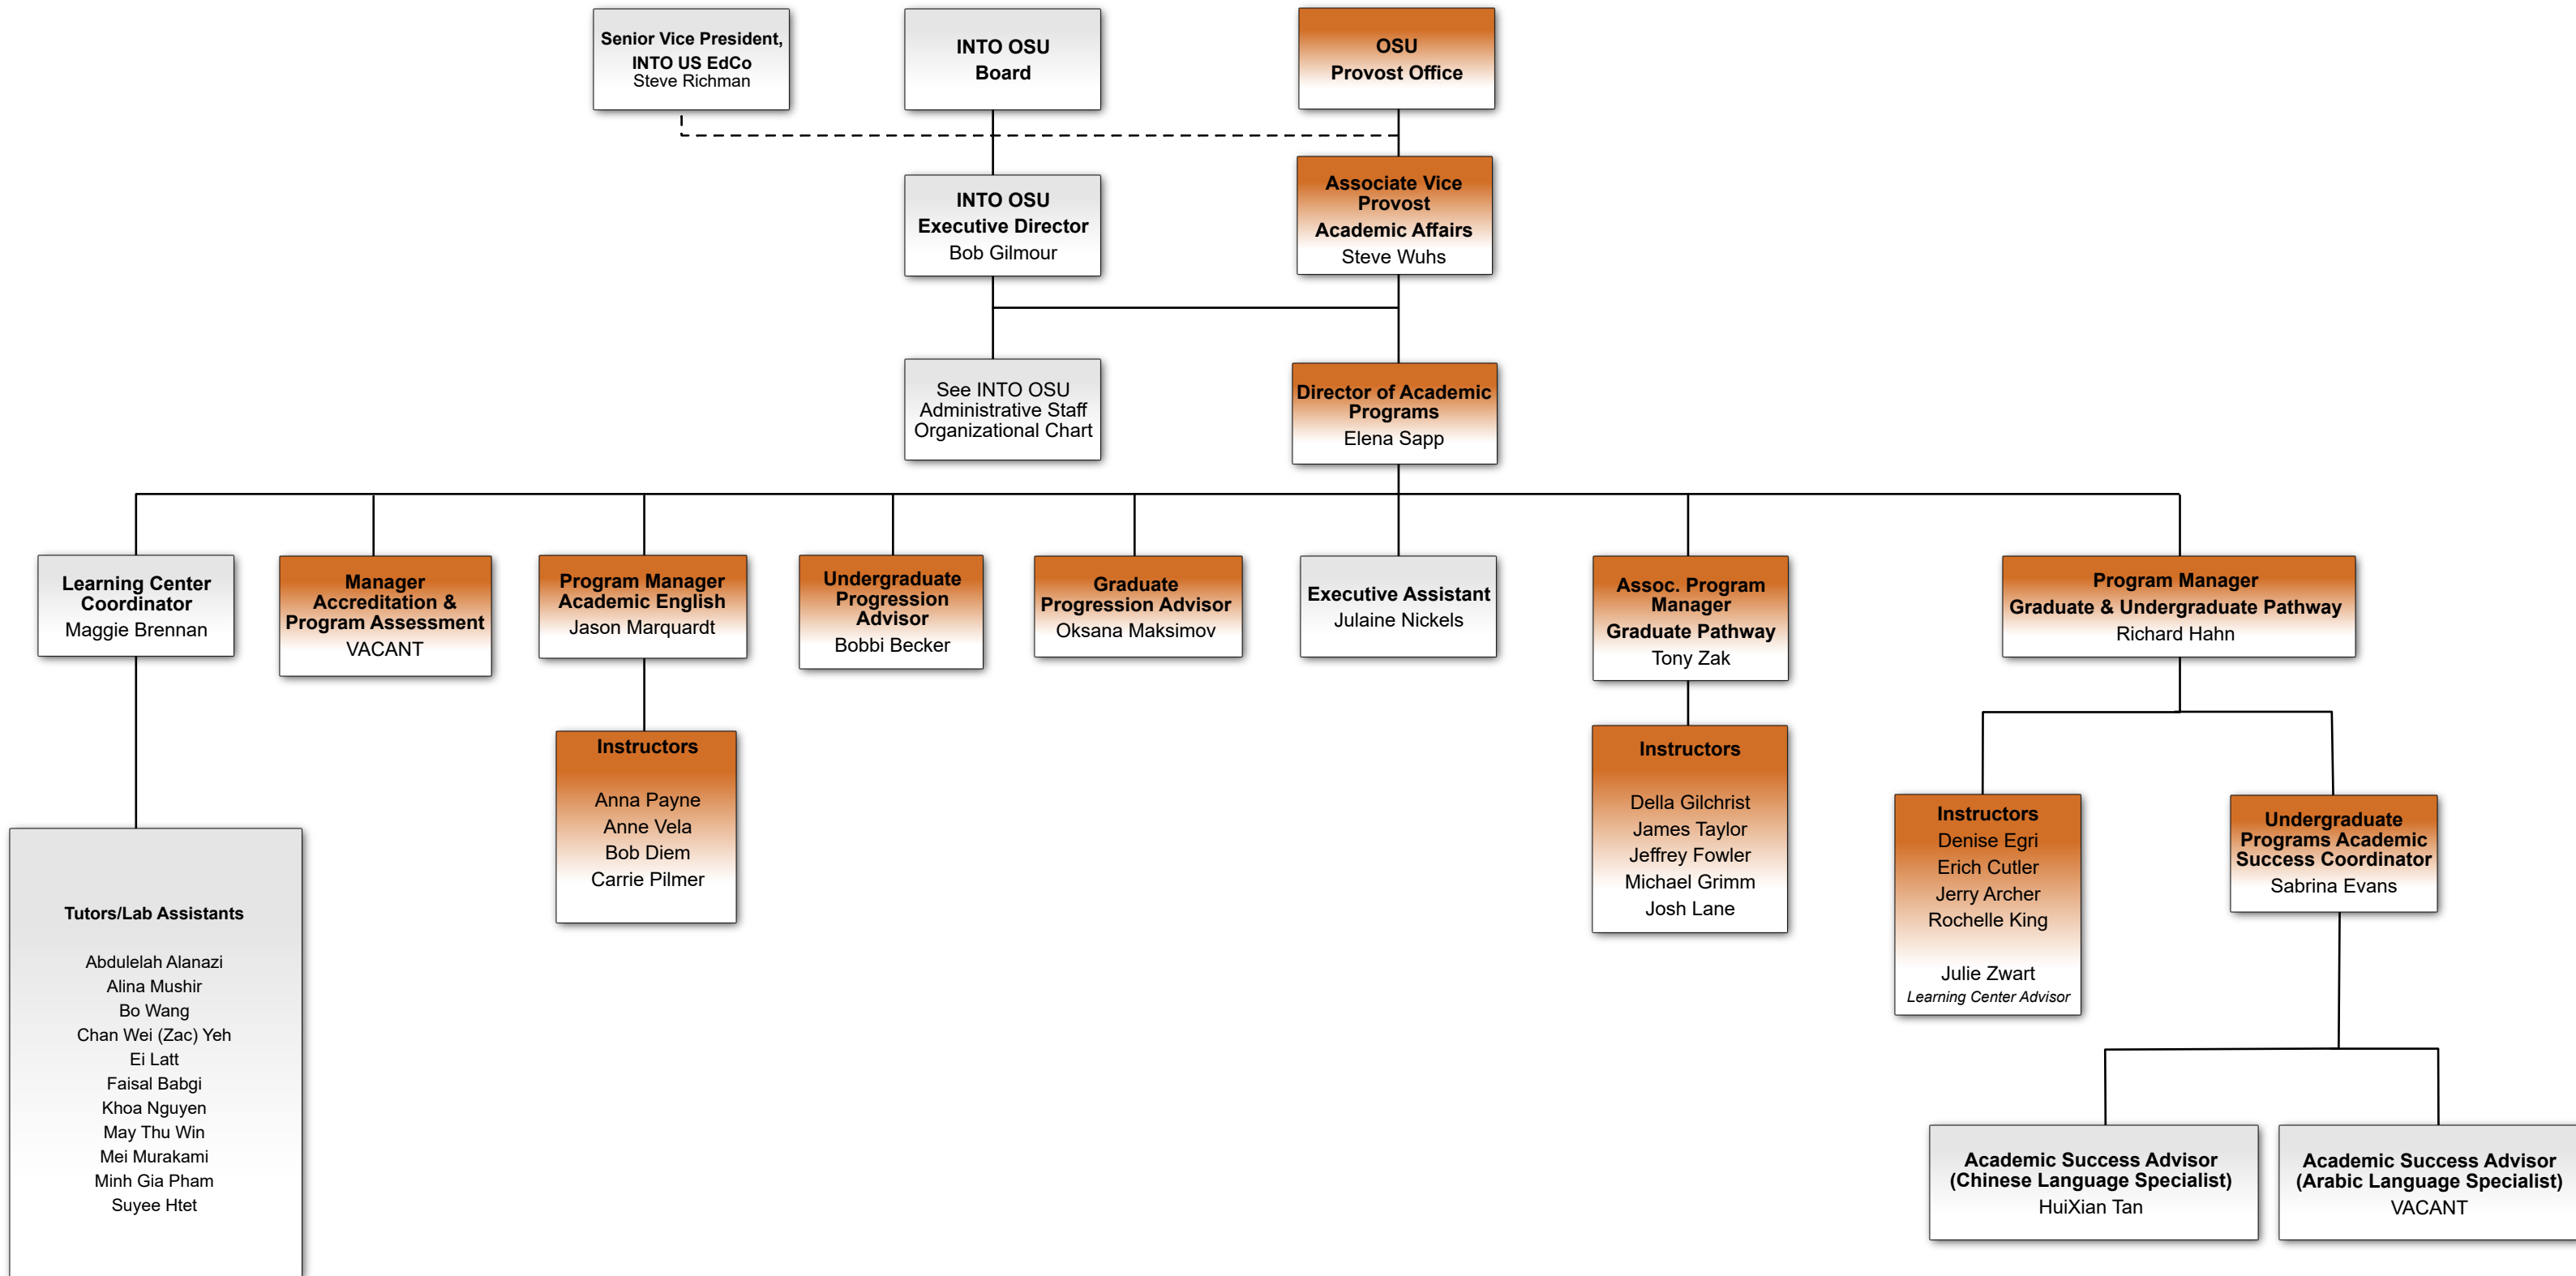 Senior Vice President,
INTO US EdCo
Steve Richman
INTO OSU
Board
OSU
Provost Office
INTO OSU
Executive Director
Bob Gilmour
Associate Vice
Provost
Academic Affairs
Steve Wuhs
See INTO OSU
Administrative Staff
Organizational Chart
Director of Academic
Programs
Elena Sapp
Learning Center
Coordinator
Maggie Brennan
Manager
Accreditation &
Program Assessment
VACANT
Program Manager
Academic English
Jason Marquardt
Undergraduate
Progression
Advisor
Bobbi Becker
Graduate
Progression Advisor
Oksana Maksimov
Executive Assistant
Julaine Nickels
Assoc. Program
Manager
Graduate Pathway
Tony Zak
Program Manager
Graduate & Undergraduate Pathway
Richard Hahn
Instructors
Anna Payne
Anne Vela
Bob Diem
Carrie Pilmer
Instructors
Della Gilchrist
James Taylor
Jeffrey Fowler
Michael Grimm
Josh Lane
Instructors
Denise Egri
Erich Cutler
Jerry Archer
Rochelle King
Julie Zwart
Learning Center Advisor
Undergraduate
Programs Academic
Success Coordinator
Sabrina Evans
Tutors/Lab Assistants
Abdulelah Alanazi
Alina Mushir
Bo Wang
Chan Wei (Zac) Yeh
Ei Latt
Faisal Babgi
Khoa Nguyen
May Thu Win
Mei Murakami
Minh Gia Pham
Suyee Htet
Academic Success Advisor
(Chinese Language Specialist)
HuiXian Tan
Academic Success Advisor
(Arabic Language Specialist)
VACANT